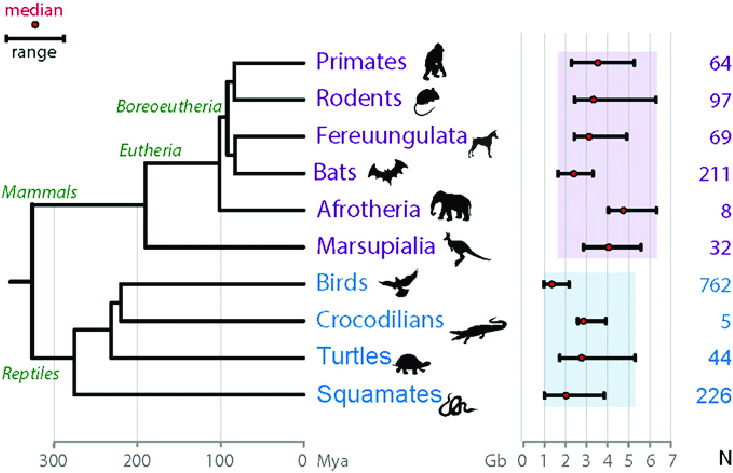 median
range
Primates 64
Boreoeutheria Rodents 97
Fereuungulata 69
Eutheria
Bats 211
Mammals
Afrotheria 8
Marsupialia 32
Birds 762
Crocodilians 5
Turtles 44
Reptiles
Squamates 226
300 200 100 0 Mya Gb 0 1 2 3 4 5 6 7 N